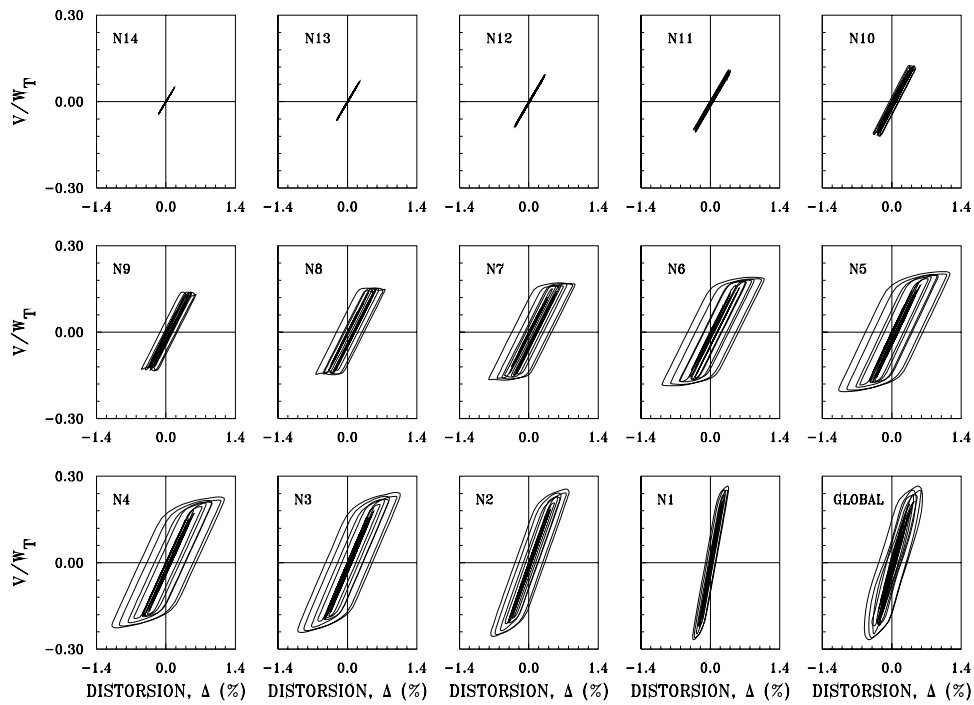 0.30
N14
N13
N12
N11
N10
V/W_T
0.00
−0.30
−1.4 0.0 1.4 −1.4 0.0 1.4 −1.4 0.0 1.4 −1.4 0.0 1.4 −1.4 0.0 1.4
0.30
N9
N8
N7
N6
N5
V/W_T
0.00
−0.30
−1.4 0.0 1.4 −1.4 0.0 1.4 −1.4 0.0 1.4 −1.4 0.0 1.4 −1.4 0.0 1.4
0.30
N4
N3
N2
N1
GLOBAL
V/W_T
0.00
−0.30
−1.4 0.0 1.4 −1.4 0.0 1.4 −1.4 0.0 1.4 −1.4 0.0 1.4 −1.4 0.0 1.4
DISTORSION, Δ (%) DISTORSION, Δ (%) DISTORSION, Δ (%) DISTORSION, Δ (%) DISTORSION, Δ (%)